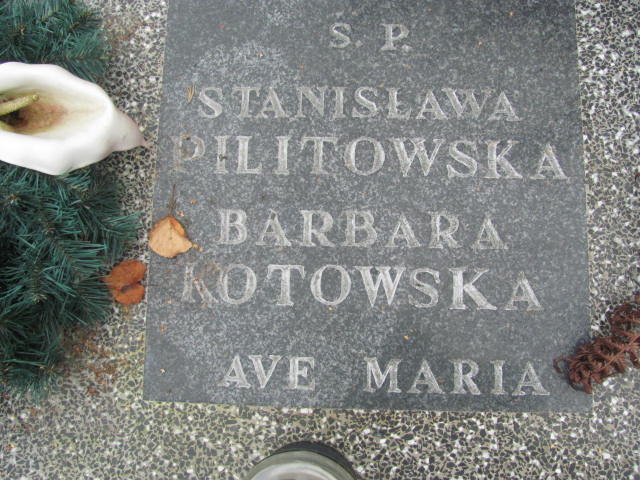 Ś. P.
STANISŁAWA
PILITOWSKA
BARBARA
KOTOWSKA
AVE MARIA